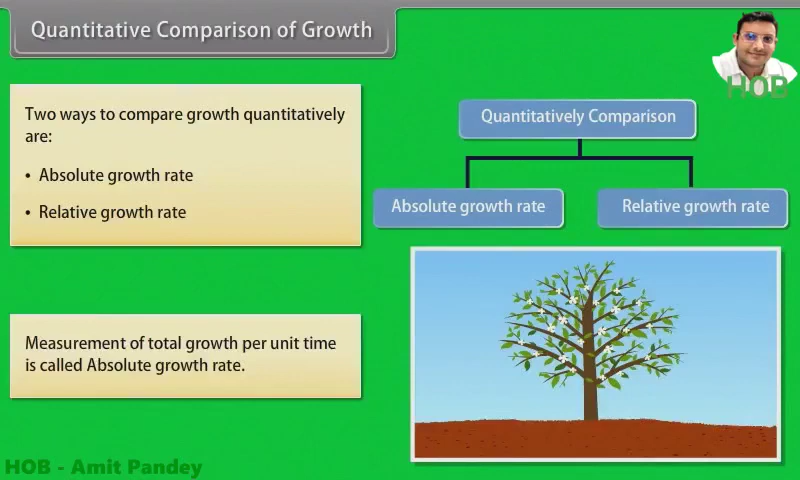 Quantitative Comparison of Growth
HOB
Two ways to compare growth quantitatively
are:
• Absolute growth rate
• Relative growth rate
Quantitatively Comparison
Absolute growth rate
Relative growth rate
Measurement of total growth per unit time
is called Absolute growth rate.
HOB - Amit Pandey